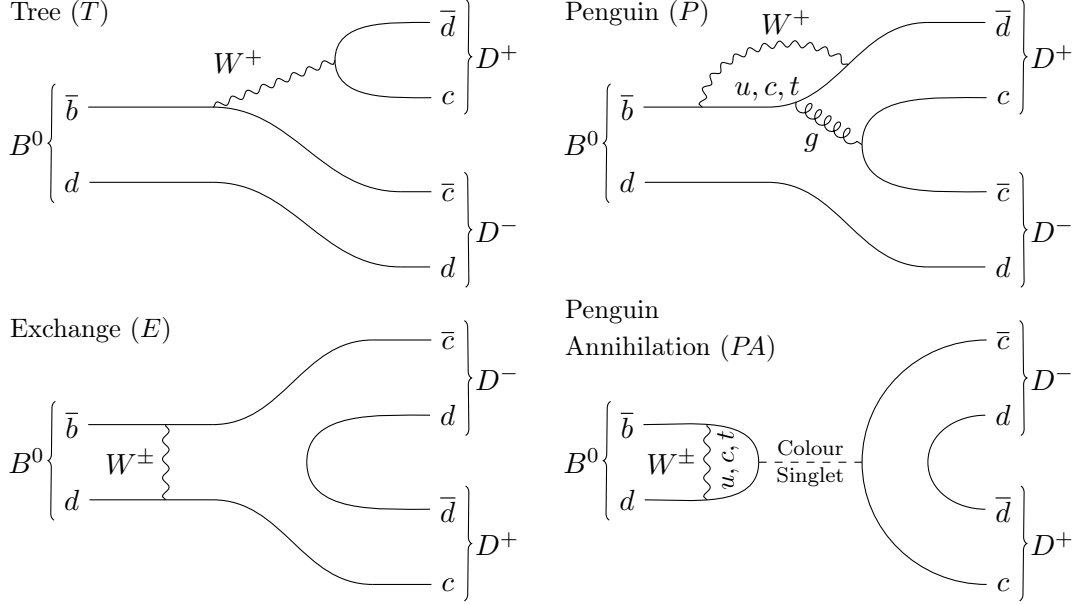 Tree (T)
W⁺
b̅
d
B⁰
d̅
c
D⁺
c̅
d
D⁻
Penguin (P)
W⁺
u, c, t
g
b̅
d
B⁰
d̅
c
D⁺
c̅
d
D⁻
Exchange (E)
b̅
d
B⁰
W±
c̅
d
D⁻
d̅
c
D⁺
Penguin
Annihilation (PA)
b̅
d
B⁰
W±
u, c, t
Colour
Singlet
c̅
d
D⁻
d̅
c
D⁺